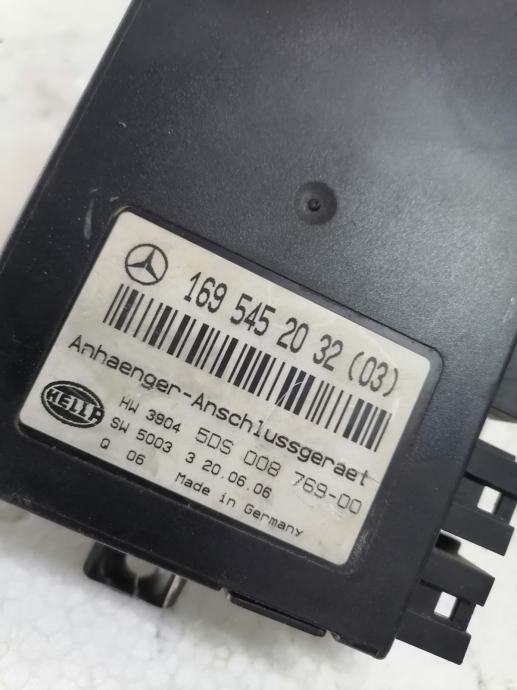 169 545 20 32 (03)
Anhaenger-Anschlussgeraet
HELLA
HW 3904 5DS 008 769-00
SW 5003 3 20.06.06
Q 06 Made in Germany